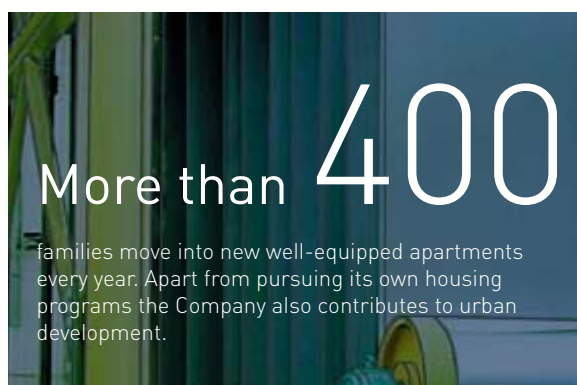 More than 400
families move into new well-equipped apartments
every year. Apart from pursuing its own housing
programs the Company also contributes to urban
development.